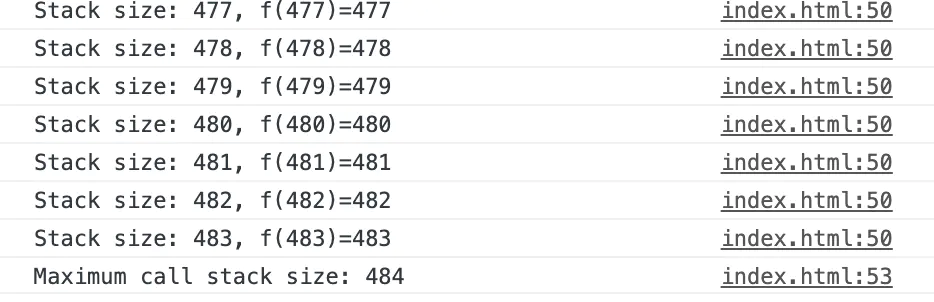 Stack size: 477, f(477)=477 index.html:50
Stack size: 478, f(478)=478 index.html:50
Stack size: 479, f(479)=479 index.html:50
Stack size: 480, f(480)=480 index.html:50
Stack size: 481, f(481)=481 index.html:50
Stack size: 482, f(482)=482 index.html:50
Stack size: 483, f(483)=483 index.html:50
Maximum call stack size: 484 index.html:53